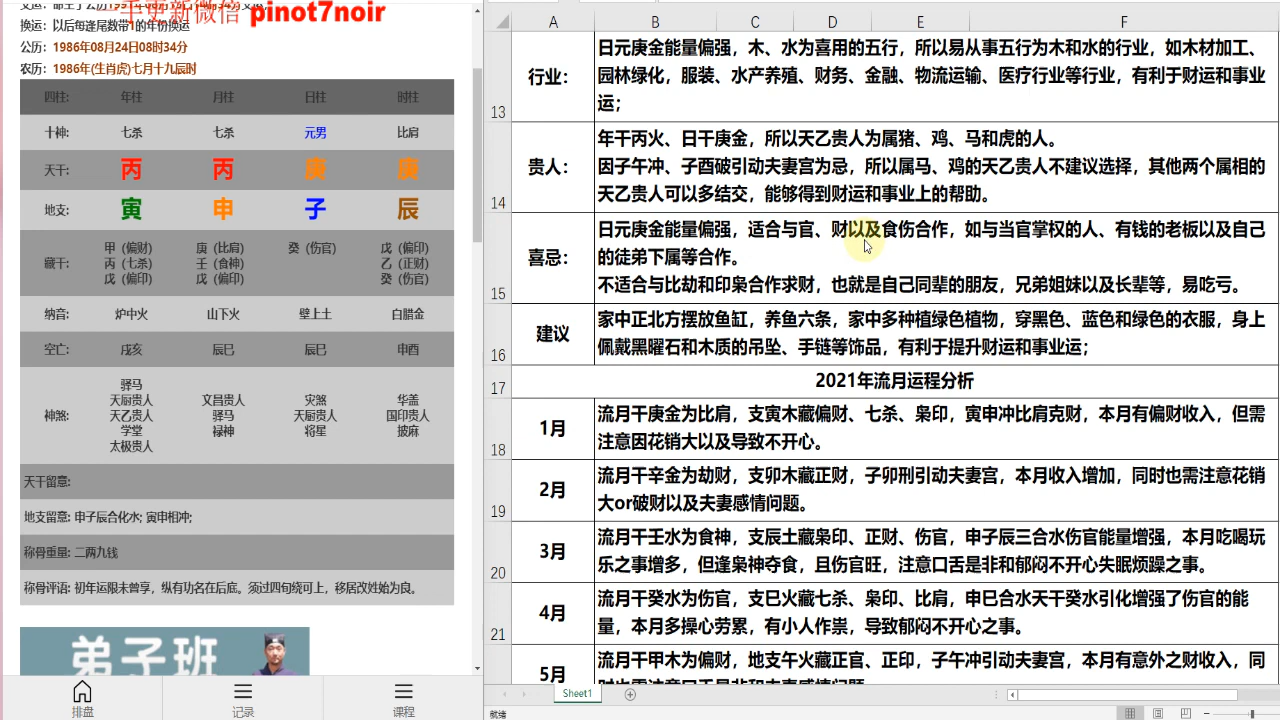 手更新微信 pinot7noir
换运：以后每逢尾数带1的年份换运
公历：1986年08月24日08时34分
农历：1986年(生肖虎)七月十九辰时
四柱: 年柱 月柱 日柱 时柱
十神: 七杀 七杀 元男 比肩
天干: 丙 丙 庚 庚
地支: 寅 申 子 辰
藏干: 甲（偏财） 庚（比肩） 癸（伤官） 戊（偏印）
丙（七杀） 壬（食神） 乙（正财）
戊（偏印） 戊（偏印） 癸（伤官）
纳音: 炉中火 山下火 壁上土 白腊金
空亡: 戌亥 辰巳 辰巳 申酉
神煞:
驿马
天厨贵人
天乙贵人
学堂
太极贵人
文昌贵人
驿马
禄神
灾煞
天厨贵人
将星
华盖
国印贵人
披麻
天干留意:
地支留意: 申子辰合化水; 寅申相冲;
称骨重量: 二两九钱
称骨评语: 初年运限未曾享，纵有功名在后底。须过四旬绕可上，移居改姓始为良。
弟子班
排盘 记录 课程
A B C D E F
13 行业：
日元庚金能量偏强，木、水为喜用的五行，所以易从事五行为木和水的行业，如木材加工、
园林绿化，服装、水产养殖、财务、金融、物流运输、医疗行业等行业，有利于财运和事业
运；
14 贵人：
年干丙火、日干庚金，所以天乙贵人为属猪、鸡、马和虎的人。
因子午冲、子酉破引动夫妻宫为忌，所以属马、鸡的天乙贵人不建议选择，其他两个属相的
天乙贵人可以多结交，能够得到财运和事业上的帮助。
15 喜忌：
日元庚金能量偏强，适合与官、财以及食伤合作，如与当官掌权的人、有钱的老板以及自己
的徒弟下属等合作。
不适合与比劫和印枭合作求财，也就是自己同辈的朋友，兄弟姐妹以及长辈等，易吃亏。
16 建议
家中正北方摆放鱼缸，养鱼六条，家中多种植绿色植物，穿黑色、蓝色和绿色的衣服，身上
佩戴黑曜石和木质的吊坠、手链等饰品，有利于提升财运和事业运；
17 2021年流月运程分析
18 1月
流月干庚金为比肩，支寅木藏偏财、七杀、枭印，寅申冲比肩克财，本月有偏财收入，但需
注意因花销大以及导致不开心。
19 2月
流月干辛金为劫财，支卯木藏正财，子卯刑引动夫妻宫，本月收入增加，同时也需注意花销
大or破财以及夫妻感情问题。
20 3月
流月干壬水为食神，支辰土藏枭印、正财、伤官，申子辰三合水伤官能量增强，本月吃喝玩
乐之事增多，但逢枭神夺食，且伤官旺，注意口舌是非和郁闷不开心失眠烦躁之事。
21 4月
流月干癸水为伤官，支巳火藏七杀、枭印、比肩，申巳合水天干癸水引化增强了伤官的能
量，本月多操心劳累，有小人作祟，导致郁闷不开心之事。
5月
流月干甲木为偏财，地支午火藏正官、正印，子午冲引动夫妻宫，本月有意外之财收入，同
Sheet1
就绪